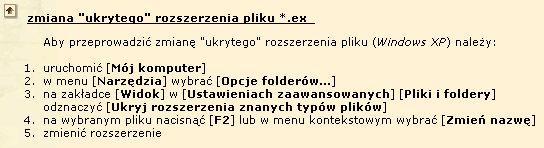 zmiana "ukrytego" rozszerzenia pliku *.ex_
Aby przeprowadzić zmianę "ukrytego" rozszerzenia pliku (Windows XP) należy:
1. uruchomić [Mój komputer]
2. w menu [Narzędzia] wybrać [Opcje folderów...]
3. na zakładce [Widok] w [Ustawieniach zaawansowanych] [Pliki i foldery]
odznaczyć [Ukryj rozszerzenia znanych typów plików]
4. na wybranym pliku nacisnąć [F2] lub w menu kontekstowym wybrać [Zmień nazwę]
5. zmienić rozszerzenie